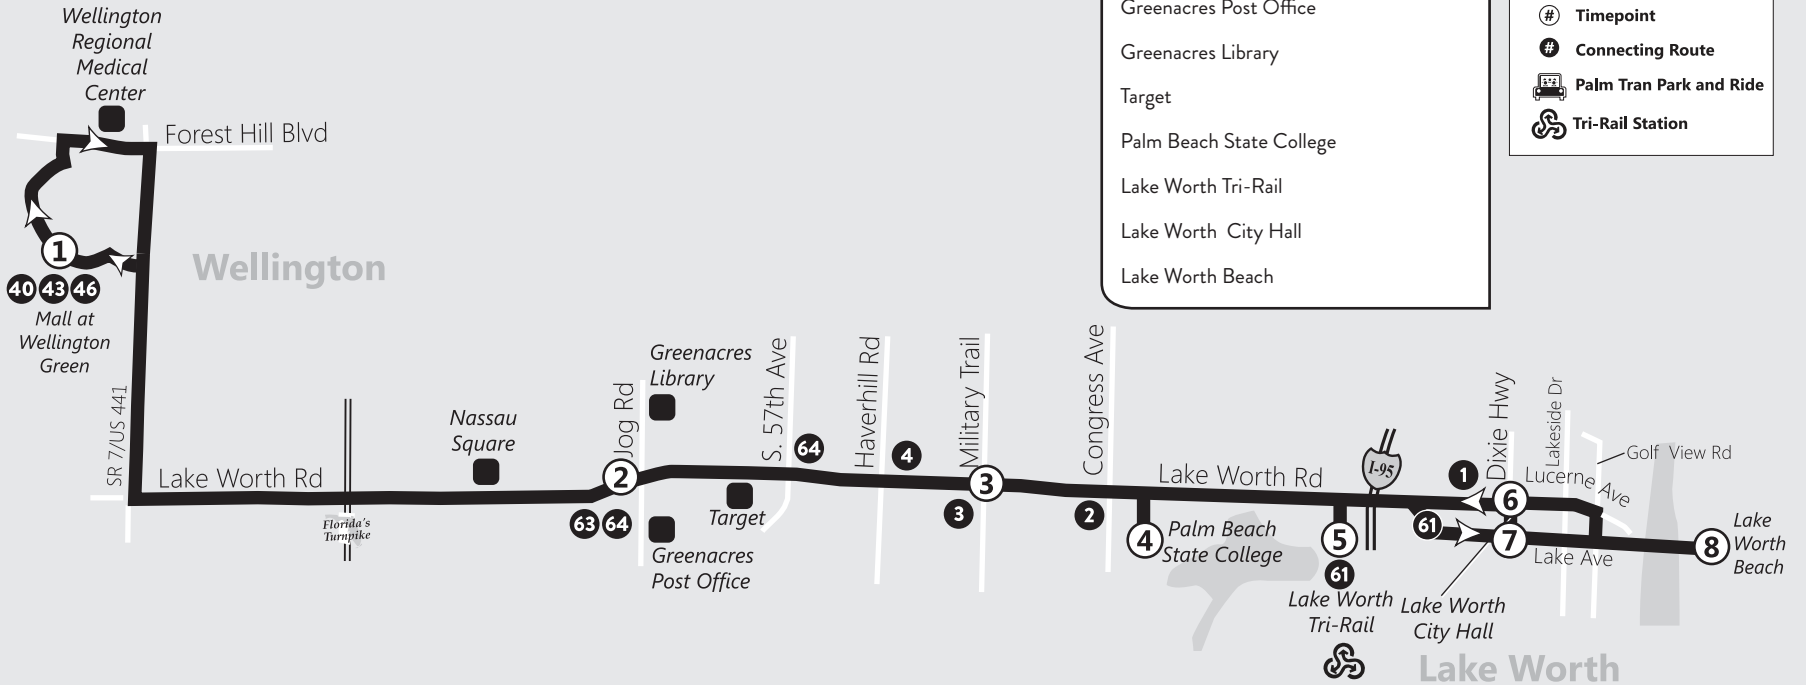 Wellington
Regional
Medical
Center
Forest Hill Blvd
1
40 43 46
Mall at
Wellington
Green
Wellington
SR 7/US 441
Lake Worth Rd
Florida's
Turnpike
Nassau
Square
Jog Rd
2
63 64
Greenacres
Library
Target
Greenacres
Post Office
S. 57th Ave
64
Haverhill Rd
4
Military Trail
3
3
Congress Ave
2
4
Palm Beach
State College
Lake Worth Rd
5
61
Lake Worth
Tri-Rail
I-95
61
1
Dixie Hwy
6
7
Lake Worth
City Hall
Lucerne Ave
Lake Ave
Lakeside Dr
Golf View Rd
8
Lake
Worth
Beach
Lake Worth
Greenacres Post Office
Greenacres Library
Target
Palm Beach State College
Lake Worth Tri-Rail
Lake Worth City Hall
Lake Worth Beach
# Timepoint
# Connecting Route
Palm Tran Park and Ride
Tri-Rail Station